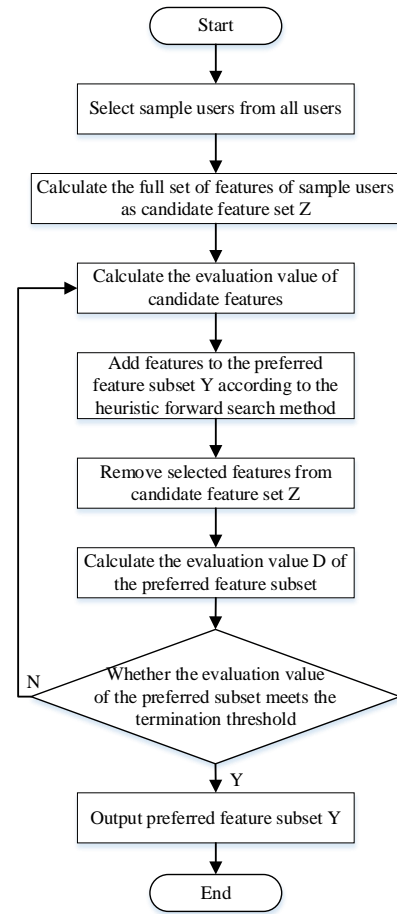 Start
Select sample users from all users
Calculate the full set of features of sample users
as candidate feature set Z
Calculate the evaluation value of
candidate features
Add features to the preferred
feature subset Y according to the
heuristic forward search method
Remove selected features from
candidate feature set Z
Calculate the evaluation value D of
the preferred feature subset
Whether the evaluation value
of the preferred subset meets the
termination threshold
N
Y
Output preferred feature subset Y
End